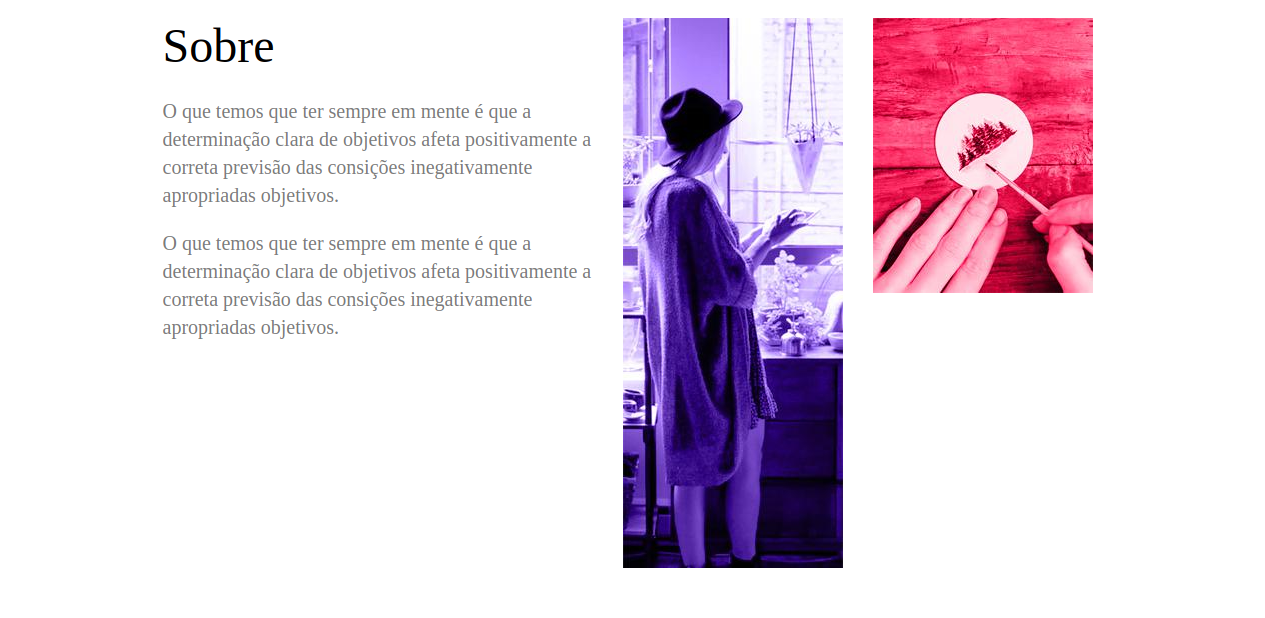 Sobre
O que temos que ter sempre em mente é que a
determinação clara de objetivos afeta positivamente a
correta previsão das consições inegativamente
apropriadas objetivos.
O que temos que ter sempre em mente é que a
determinação clara de objetivos afeta positivamente a
correta previsão das consições inegativamente
apropriadas objetivos.